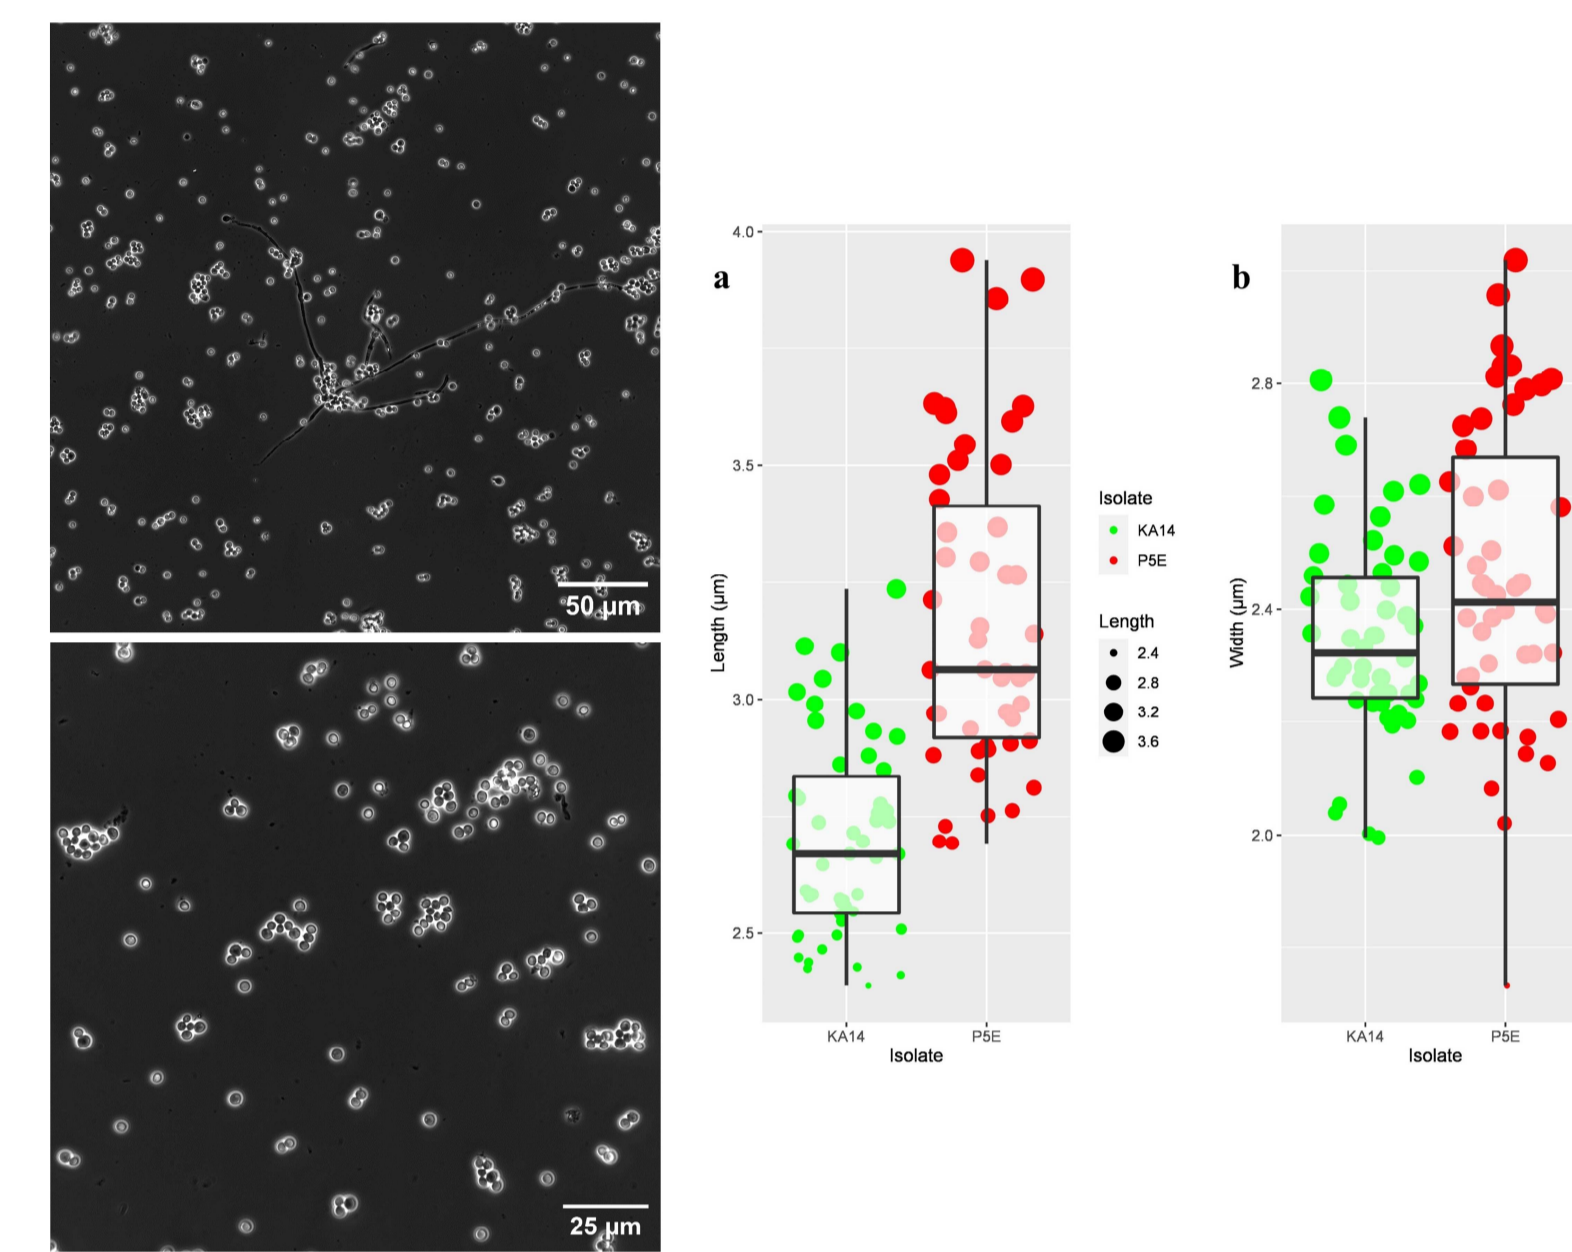 50 µm
25 µm
a
4.0
3.5
3.0
2.5
Length (µm)
KA14
P5E
Isolate
Isolate
KA14
P5E
Length
2.4
2.8
3.2
3.6
b
2.8
2.4
2.0
Width (µm)
KA14
P5E
Isolate